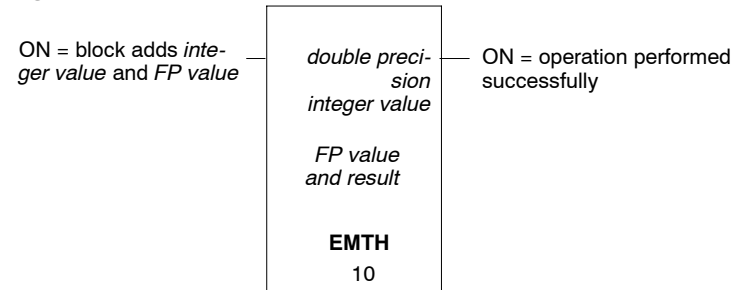 ON = block adds inte-
ger value and FP value
double preci-
sion
integer value
FP value
and result
EMTH
10
ON = operation performed
successfully